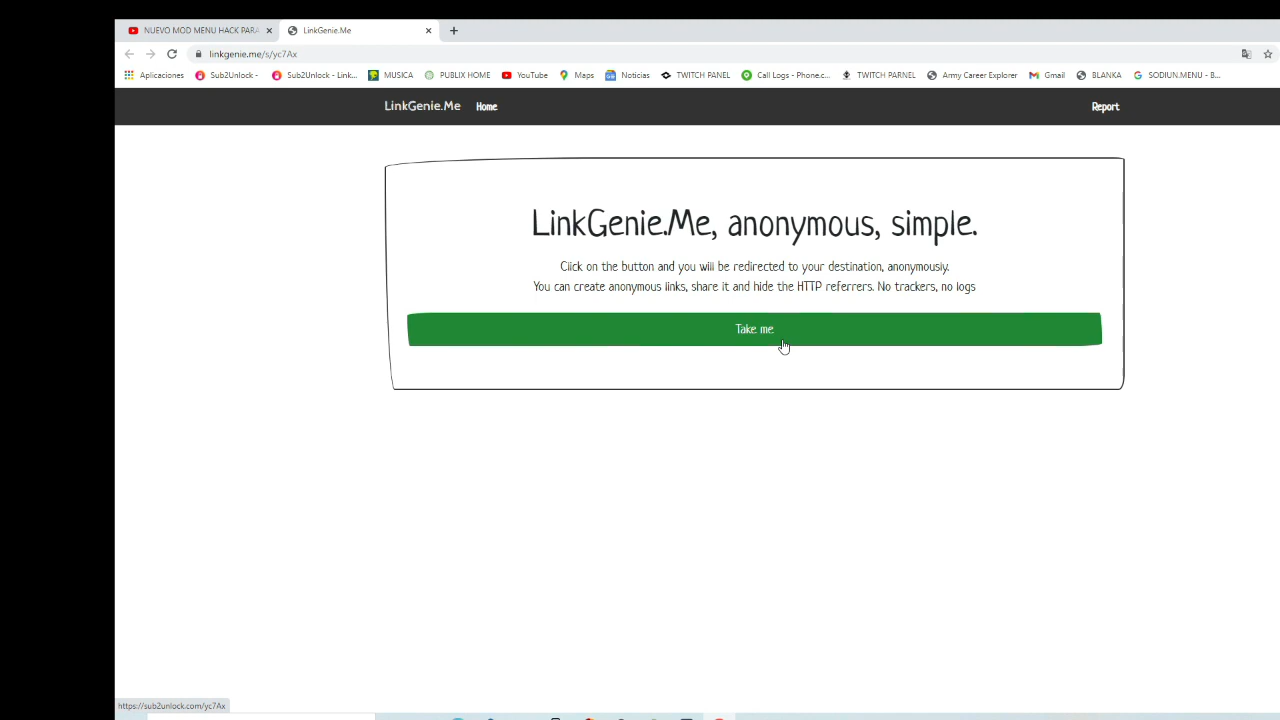 NUEVO MOD MENU HACK PARA
LinkGenie.Me
linkgenie.me/s/yc7Ax
Aplicaciones
Sub2Unlock -
Sub2Unlock - Link...
MUSICA
PUBLIX HOME
YouTube
Maps
Noticias
TWITCH PANEL
Call Logs - Phone.c...
TWITCH PARNEL
Army Career Explorer
Gmail
BLANKA
SODIUN.MENU - B...
LinkGenie.Me Home Report
LinkGenie.Me, anonymous, simple.
Click on the button and you will be redirected to your destination, anonymously.
You can create anonymous links, share it and hide the HTTP referrers. No trackers, no logs
Take me
https://sub2unlock.com/yc7Ax